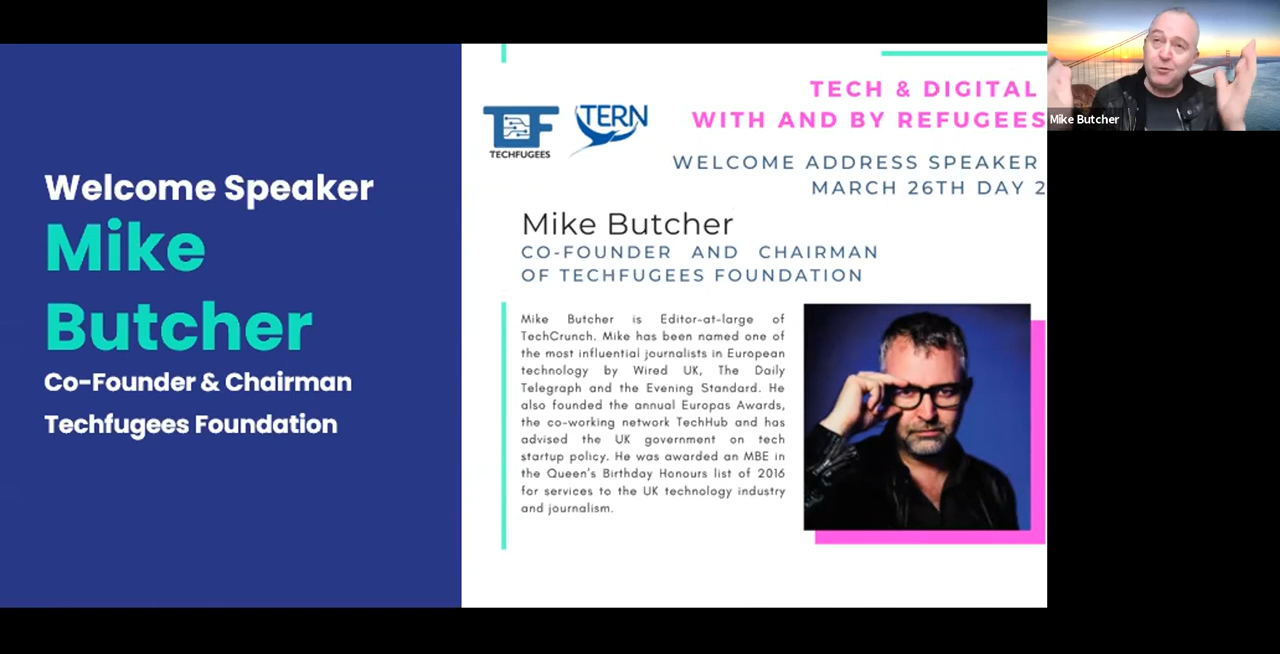 Welcome Speaker
Mike
Butcher
Co-Founder & Chairman
Techfugees Foundation
TF
TECHFUGEES
TERN
TECH & DIGITAL
WITH AND BY REFUGEES
WELCOME ADDRESS SPEAKER
MARCH 26TH DAY 2
Mike Butcher
CO-FOUNDER AND CHAIRMAN
OF TECHFUGEES FOUNDATION
Mike Butcher is Editor-at-large of
TechCrunch. Mike has been named one of
the most influential journalists in European
technology by Wired UK, The Daily
Telegraph and the Evening Standard. He
also founded the annual Europas Awards,
the co-working network TechHub and has
advised the UK government on tech
startup policy. He was awarded an MBE in
the Queen's Birthday Honours list of 2016
for services to the UK technology industry
and journalism.
Mike Butcher